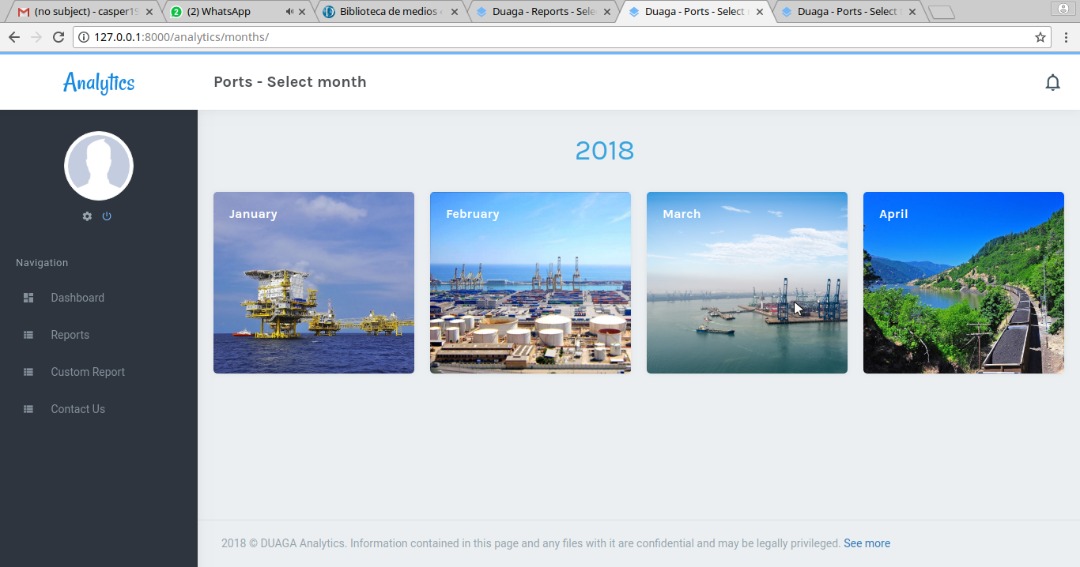 (no subject) - casper1
(2) WhatsApp
Biblioteca de medios
Duaga - Reports - Sele
Duaga - Ports - Select
Duaga - Ports - Select
127.0.0.1:8000/analytics/months/
Analytics
Ports - Select month
2018
January
February
March
April
Navigation
Dashboard
Reports
Custom Report
Contact Us
2018 © DUAGA Analytics. Information contained in this page and any files with it are confidential and may be legally privileged. See more